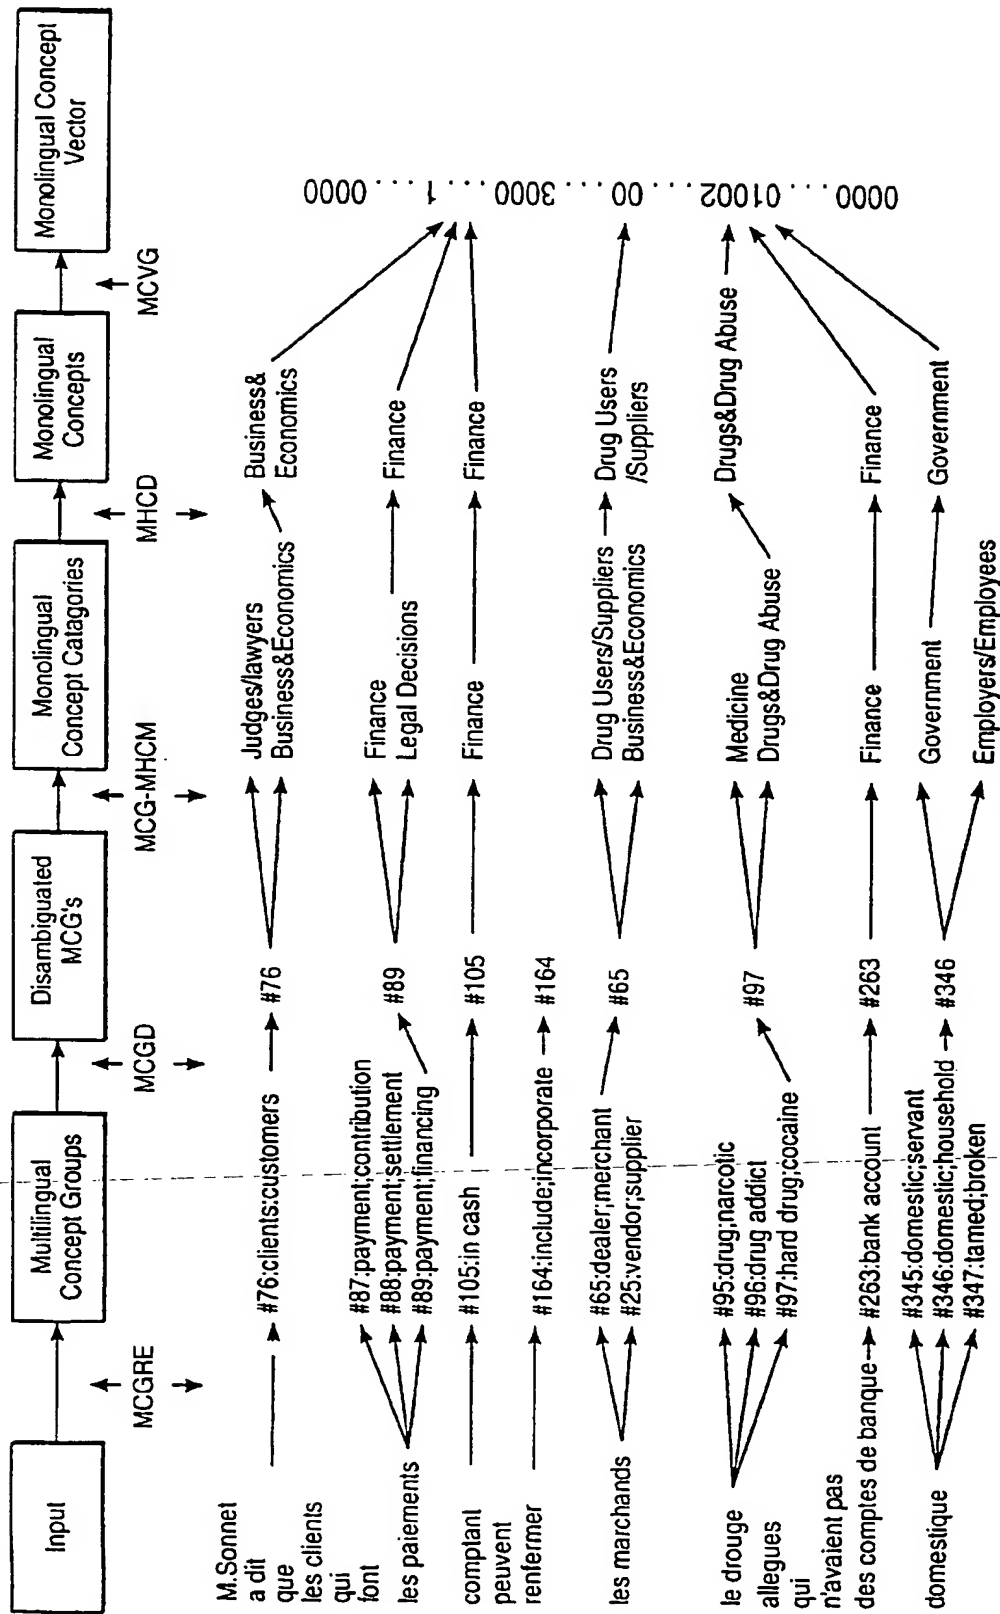 Input
Multilingual
Concept Groups
Disambiguated
MCG's
Monolingual
Concept Catagories
Monolingual
Concepts
Monolingual Concept
Vector
MCGRE
MCGD
MCG-MHCM
MHCD
MCVG
M.Sonnet
a dit
que
les clients
qui
font
#76:clients:customers
#76
Judges/lawyers
Business&Economics
Business&
Economics
les paiements
#87:payment;contribution
#88:payment;settlement
#89:payment;financing
#89
Finance
Legal Decisions
Finance
comptant
peuvent
renfermer
#105:in cash
#105
Finance
Finance
#164:include;incorporate
#164
les marchands
#65:dealer;merchant
#25:vendor;supplier
#65
Drug Users/Suppliers
Business&Economics
Drug Users
/Suppliers
le drouge
allegues
qui
n'avaient pas
#95:drug;narcotic
#96:drug addict
#97:hard drug;cocaine
#97
Medicine
Drugs&Drug Abuse
Drugs&Drug Abuse
des comptes de banque
#263:bank account
#263
Finance
Finance
domestique
#345:domestic;servant
#346:domestic;household
#347:tamed;broken
#346
Government
Employers/Employees
Government
0000....1....3000....00.....01002....0000